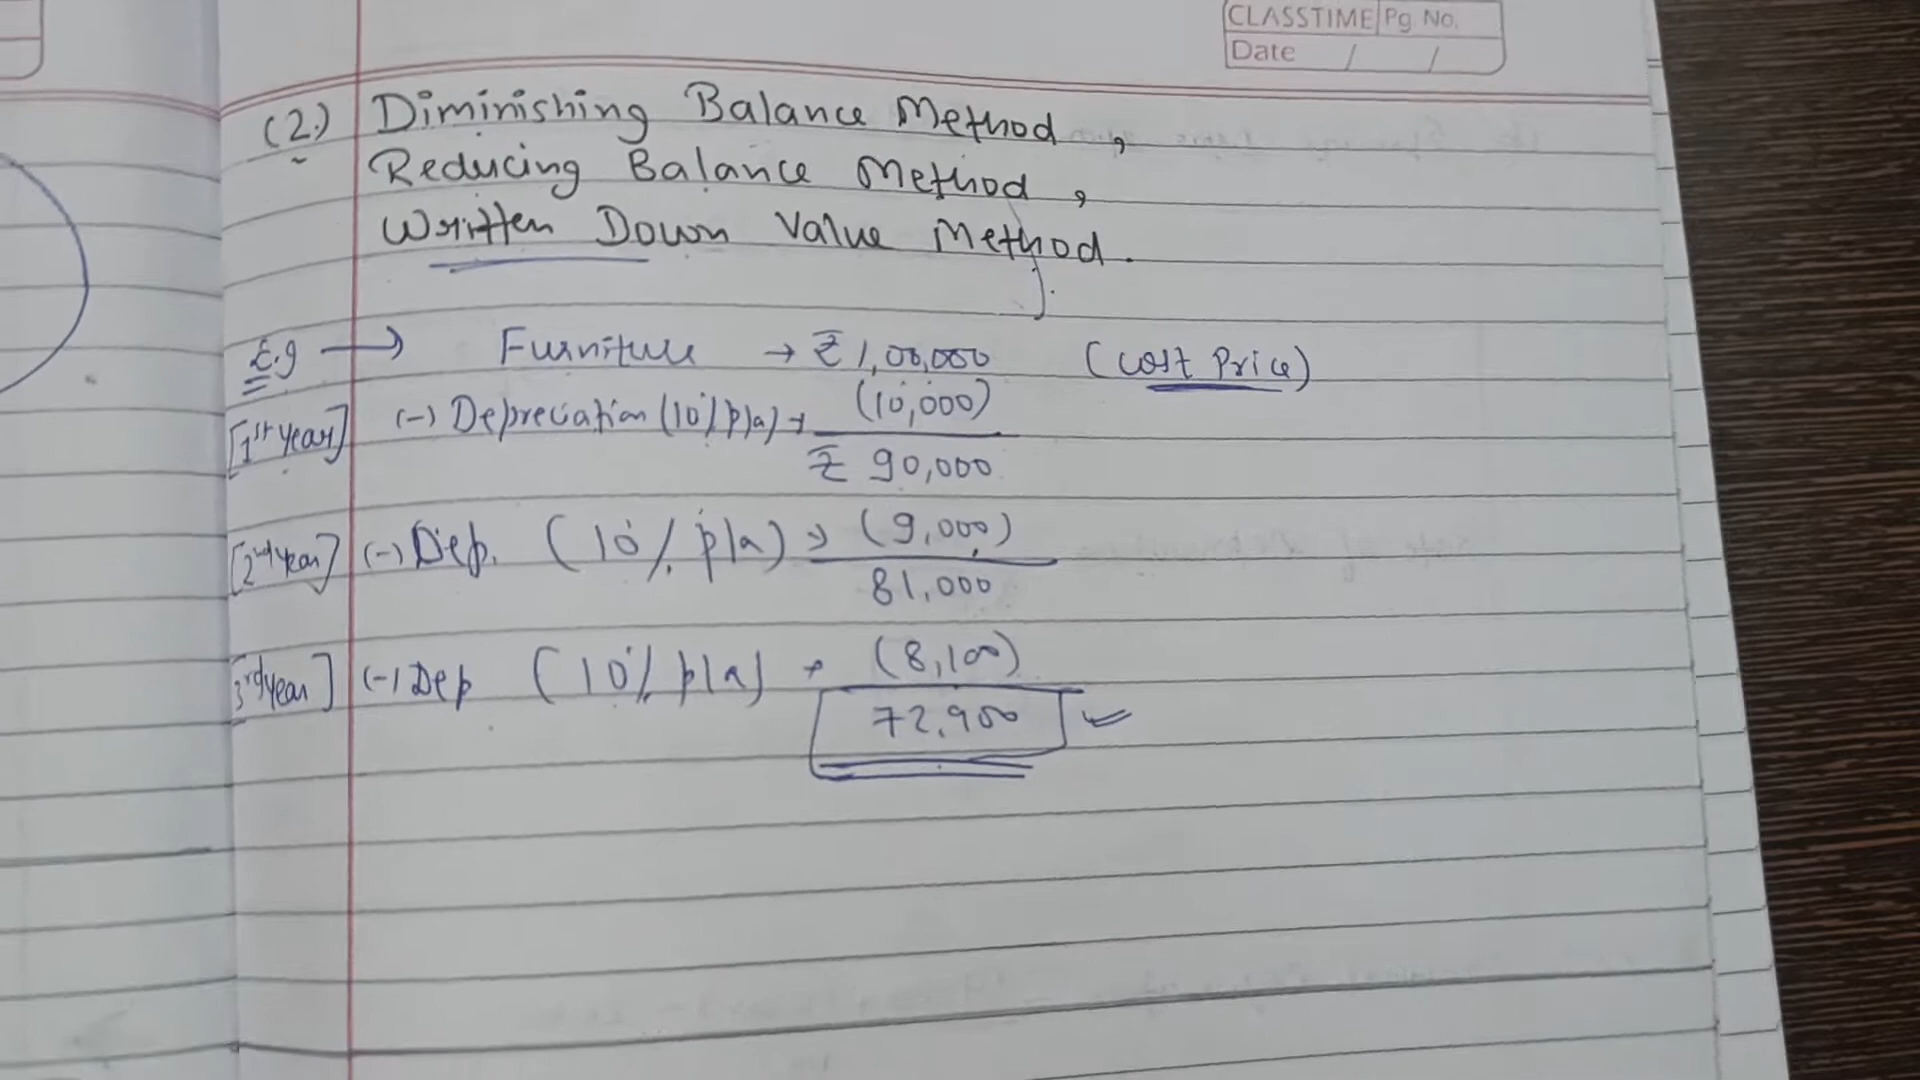 CLASSTIME Pg. No.
Date / /
(2.) Diminishing Balance Method,
Reducing Balance Method,
Written Down Value Method.
E.g → Furniture → ₹ 1,00,000 (Cost Price)
[1st Year] (-) Depreciation (10% p/a) → (10,000)
₹ 90,000
[2nd Year] (-) Dep. (10% p/a) → (9,000)
81,000
[3rd Year] (-) Dep (10% p/a) → (8,100)
72,900